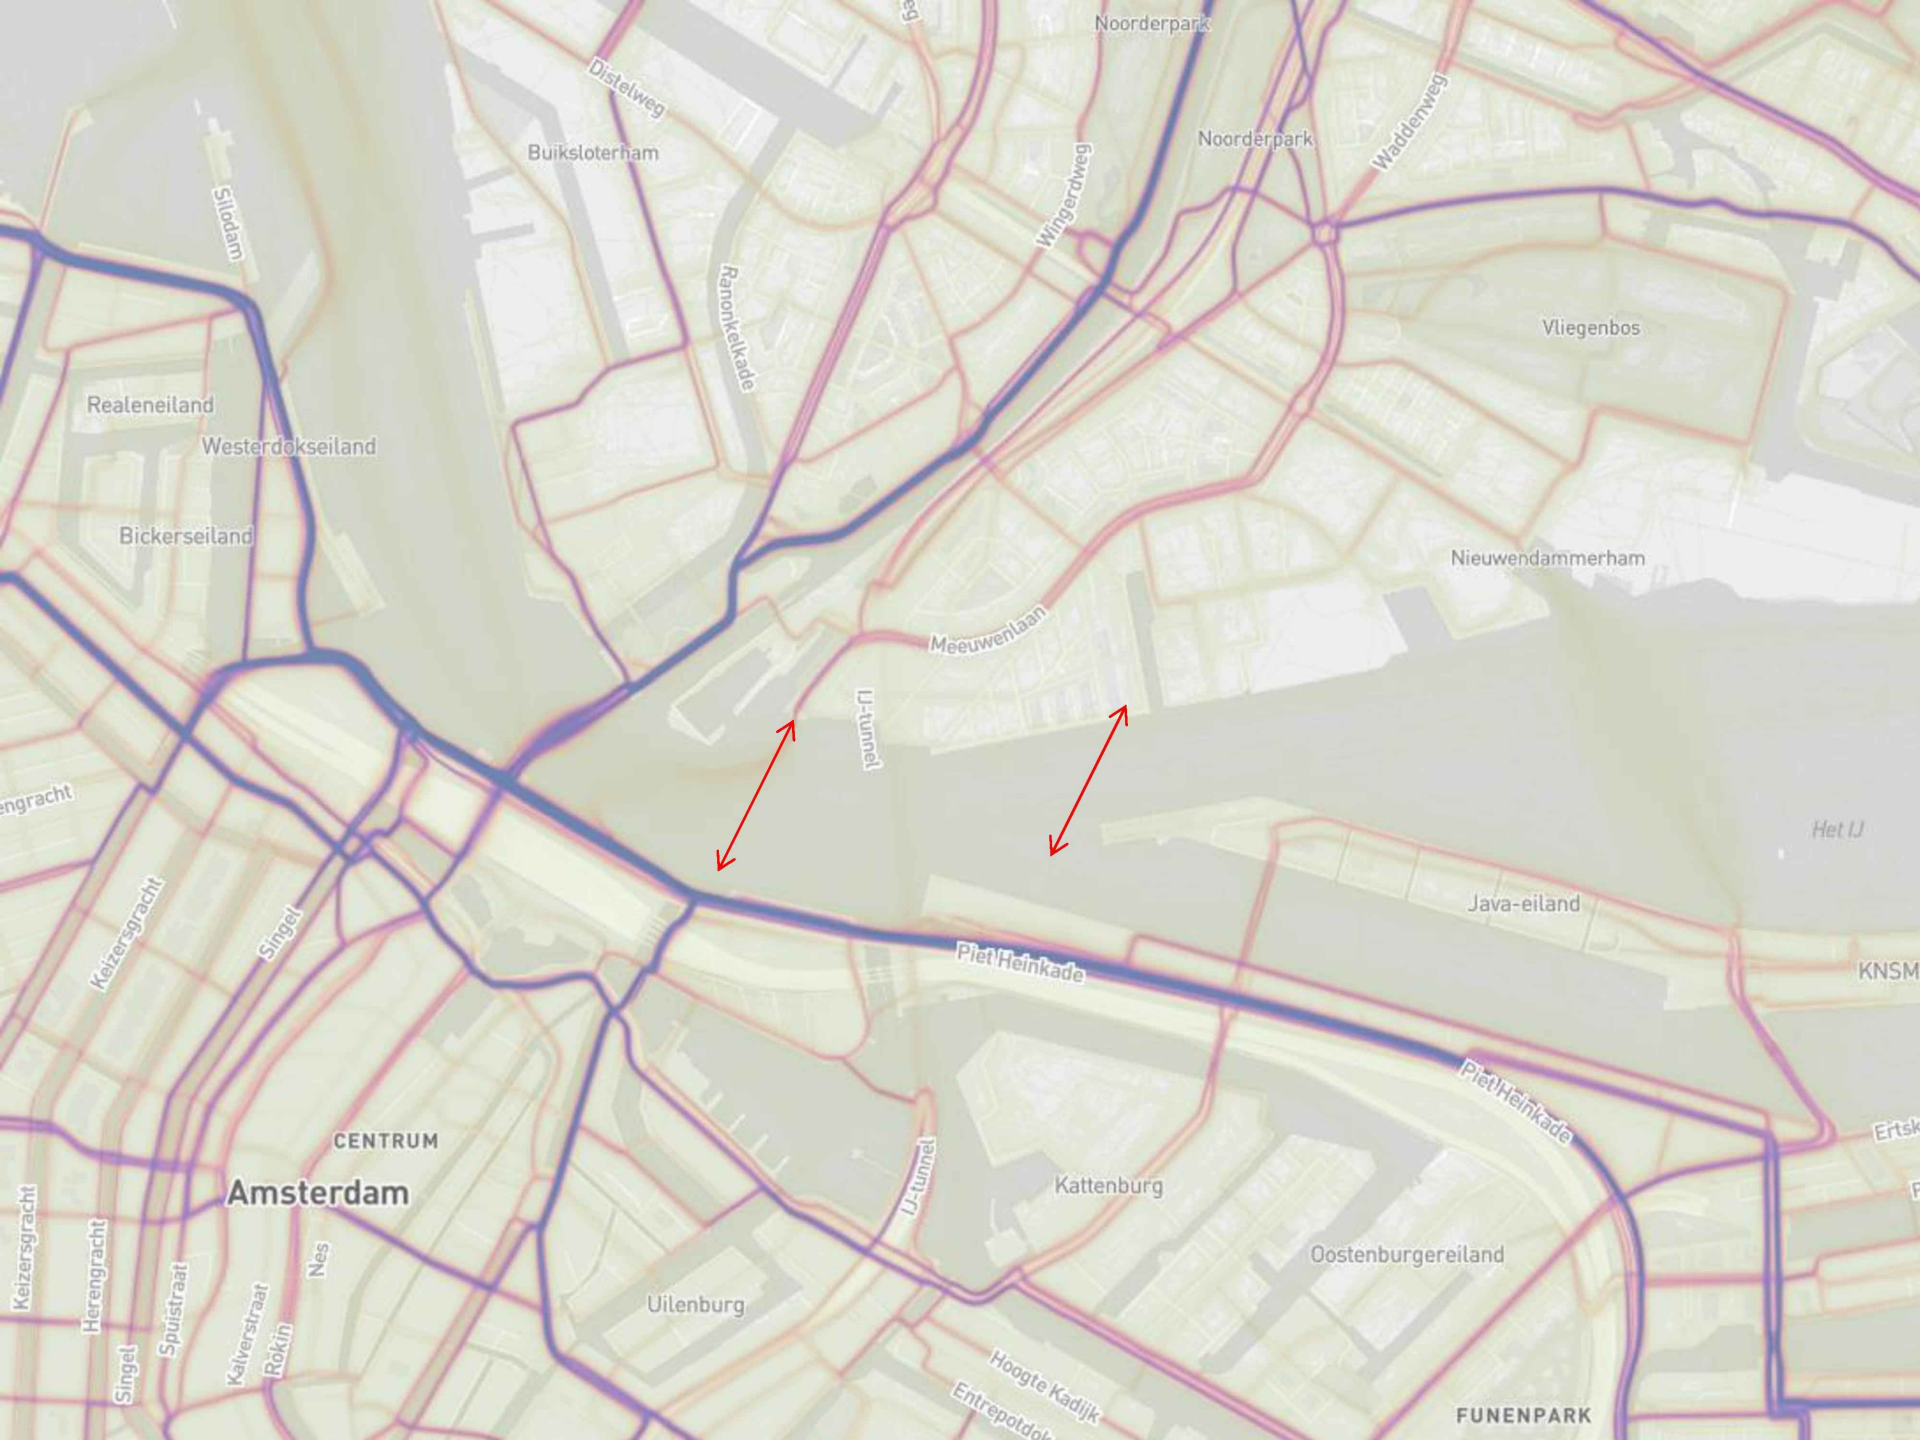 Noorderpark
Distelweg
Noorderpark
Waddenweg
Buiksloterham
Wingerdweg
Silodam
Ranonkelkade
Vliegenbos
Realeneiland
Westerdokseiland
Bickerseiland
Nieuwendammerham
Meeuwenlaan
IJ-tunnel
engracht
Het IJ
Java-eiland
Keizersgracht
Singel
Piet Heinkade
KNSM
Piet Heinkade
Ertsk
CENTRUM
Amsterdam
IJ-tunnel
Kattenburg
Oostenburgereiland
Keizersgracht
Herengracht
Spuistraat
Nes
Uilenburg
Kalverstraat
Rokin
Singel
Hoogte Kadijk
Entrepotdok
FUNENPARK